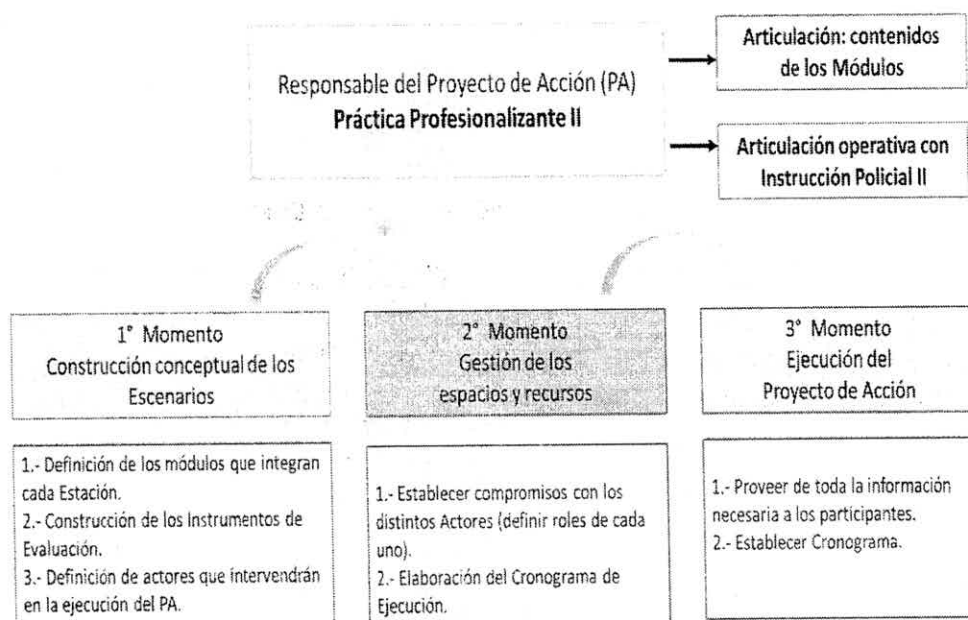 Responsable del Proyecto de Acción (PA)
Práctica Profesionalizante II
Articulación: contenidos
de los Módulos
Articulación operativa con
Instrucción Policial II
1° Momento
Construcción conceptual de los
Escenarios
2° Momento
Gestión de los
espacios y recursos
3° Momento
Ejecución del
Proyecto de Acción
1.- Definición de los módulos que integran
cada Estación.
2.- Construcción de los Instrumentos de
Evaluación.
3.- Definición de actores que intervendrán
en la ejecución del PA.
1.- Establecer compromisos con los
distintos Actores (definir roles de cada
uno).
2.- Elaboración del Cronograma de
Ejecución.
1.- Proveer de toda la información
necesaria a los participantes.
2.- Establecer Cronograma.